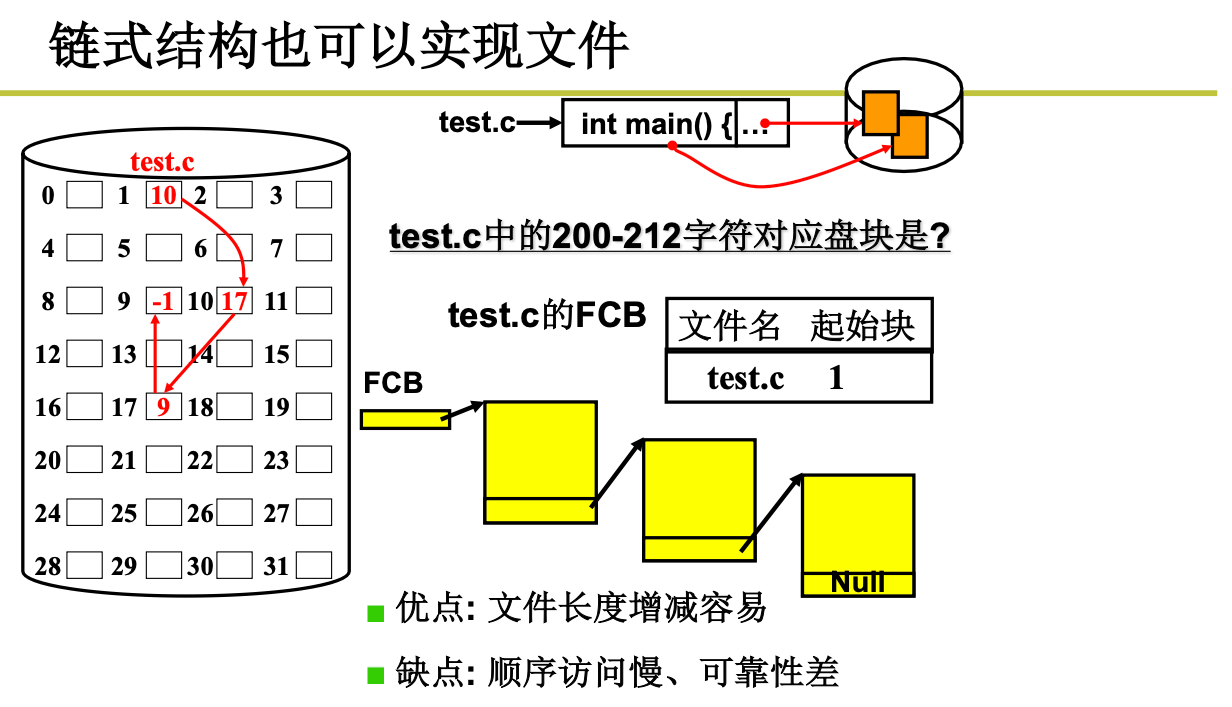 链式结构也可以实现文件
test.c int main() { ...
test.c
0 1 10 2 3
4 5 6 7
8 9 -1 10 17 11
12 13 14 15
16 17 9 18 19
20 21 22 23
24 25 26 27
28 29 30 31
test.c中的200-212字符对应盘块是?
test.c的FCB
文件名 起始块
test.c 1
FCB
Null
优点: 文件长度增减容易
缺点: 顺序访问慢、可靠性差